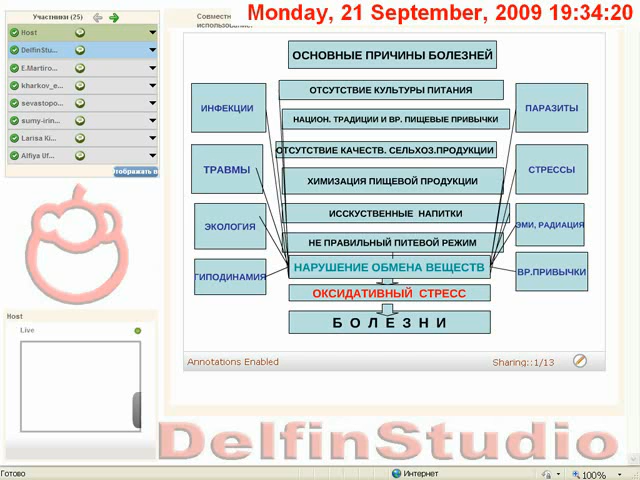 Monday, 21 September, 2009 19:34:20
Участники (25)
Совместн
использование:
Host
DelfinStu...
E.Martiro...
kharkov_e...
sevastopo...
sumy-irin...
Larisa Ki...
Alfiya Uf...
отображать п
ОСНОВНЫЕ ПРИЧИНЫ БОЛЕЗНЕЙ
ИНФЕКЦИИ
ТРАВМЫ
ЭКОЛОГИЯ
ГИПОДИНАМИЯ
ОТСУТСТВИЕ КУЛЬТУРЫ ПИТАНИЯ
НАЦИОН. ТРАДИЦИИ И ВР. ПИЩЕВЫЕ ПРИВЫЧКИ
ОТСУТСТВИЕ КАЧЕСТВ. СЕЛЬХОЗ.ПРОДУКЦИИ
ХИМИЗАЦИЯ ПИЩЕВОЙ ПРОДУКЦИИ
ИССКУСТВЕННЫЕ НАПИТКИ
НЕ ПРАВИЛЬНЫЙ ПИТЕВОЙ РЕЖИМ
НАРУШЕНИЕ ОБМЕНА ВЕЩЕСТВ
ОКСИДАТИВНЫЙ СТРЕСС
Б О Л Е З Н И
ПАРАЗИТЫ
СТРЕССЫ
ЭМИ, РАДИАЦИЯ
ВР.ПРИВЫЧКИ
Annotations Enabled
Sharing::1/13
Host
Live
DelfinStudio
Готово
Интернет
100%